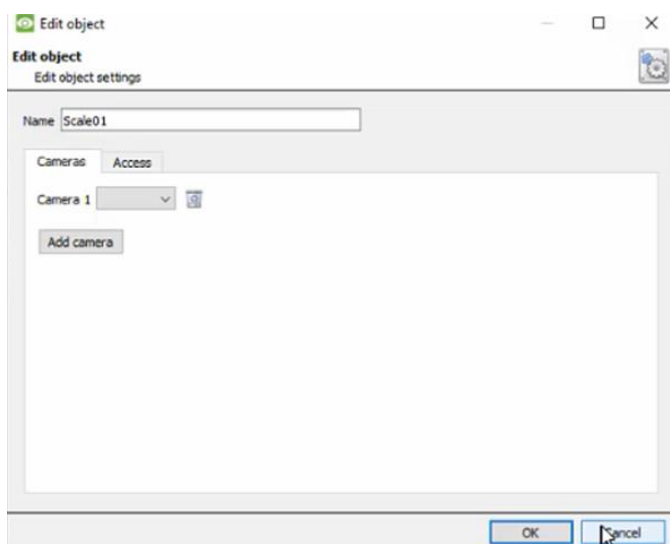 Edit object
Edit object
Edit object settings
Name Scale01
Cameras Access
Camera 1
Add camera
OK Cancel